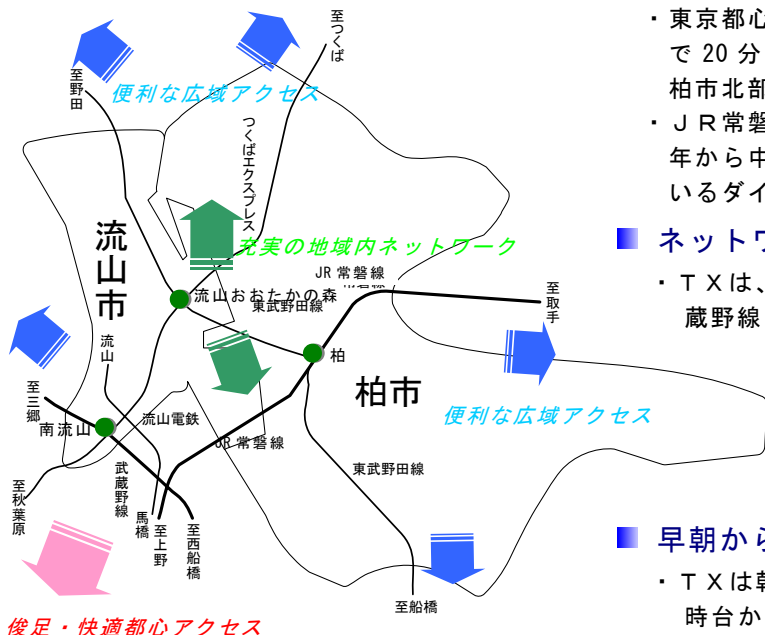 至つくば
至野田
便利な広域アクセス
つくばエクスプレス
流山市
充実の地域内ネットワーク
JR常磐線
流山おおたかの森
東武野田線
至取手
流山
柏
柏市
至三郷
南流山
流山電鉄
JR常磐線
便利な広域アクセス
武蔵野線
東武野田線
至秋葉原
馬橋
至上野
至西船橋
至船橋
俊足・快適都心アクセス
・東京都心
で20分
柏市北部
・ＪＲ常磐
年から中
いるダイ
ネットワ
・ＴＸは、
蔵野線
早朝から
・ＴＸは朝
時台か